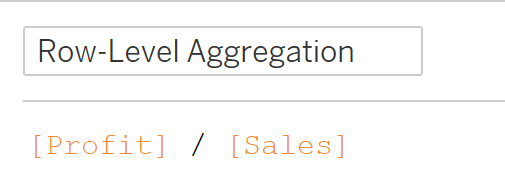 Row-Level Aggregation
[Profit] / [Sales]